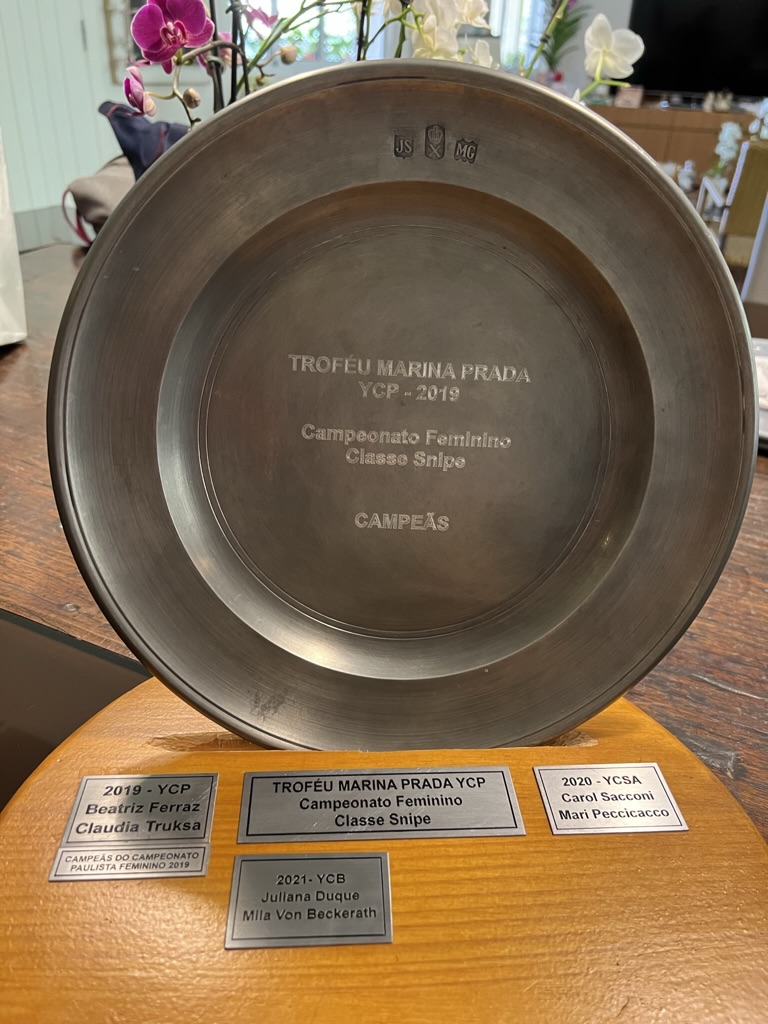 JS MG
TROFÉU MARINA PRADA
YCP - 2019
Campeonato Feminino
Classe Snipe
CAMPEÃS
2019 - YCP
Beatriz Ferraz
Claudia Truksa
CAMPEÃS DO CAMPEONATO
PAULISTA FEMININO 2019
TROFÉU MARINA PRADA YCP
Campeonato Feminino
Classe Snipe
2020 - YCSA
Carol Sacconi
Mari Peccicacco
2021- YCB
Juliana Duque
Mila Von Beckerath